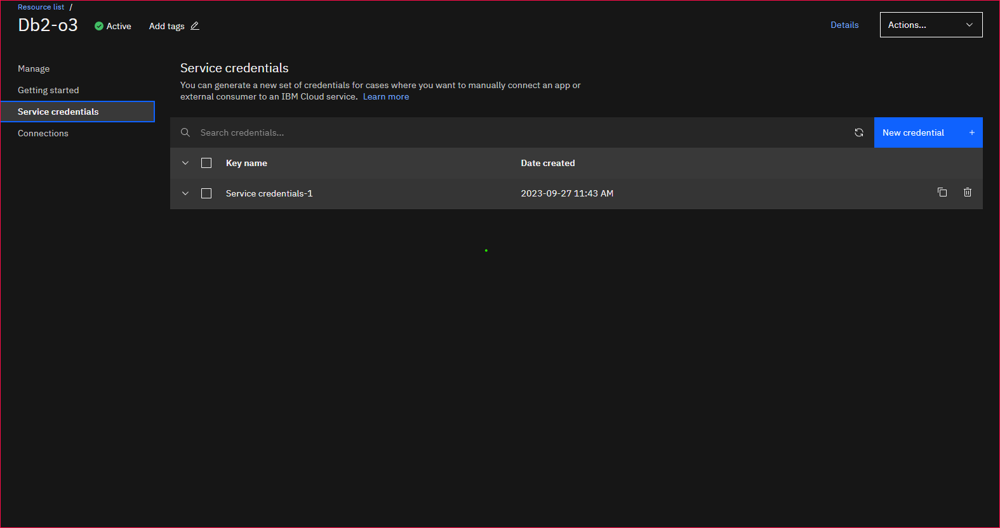 Resource list /
Db2-o3
Active
Add tags
Details
Actions...
Manage
Getting started
Service credentials
Connections
Service credentials
You can generate a new set of credentials for cases where you want to manually connect an app or
external consumer to an IBM Cloud service. Learn more
Search credentials...
New credential +
Key name Date created
Service credentials-1 2023-09-27 11:43 AM